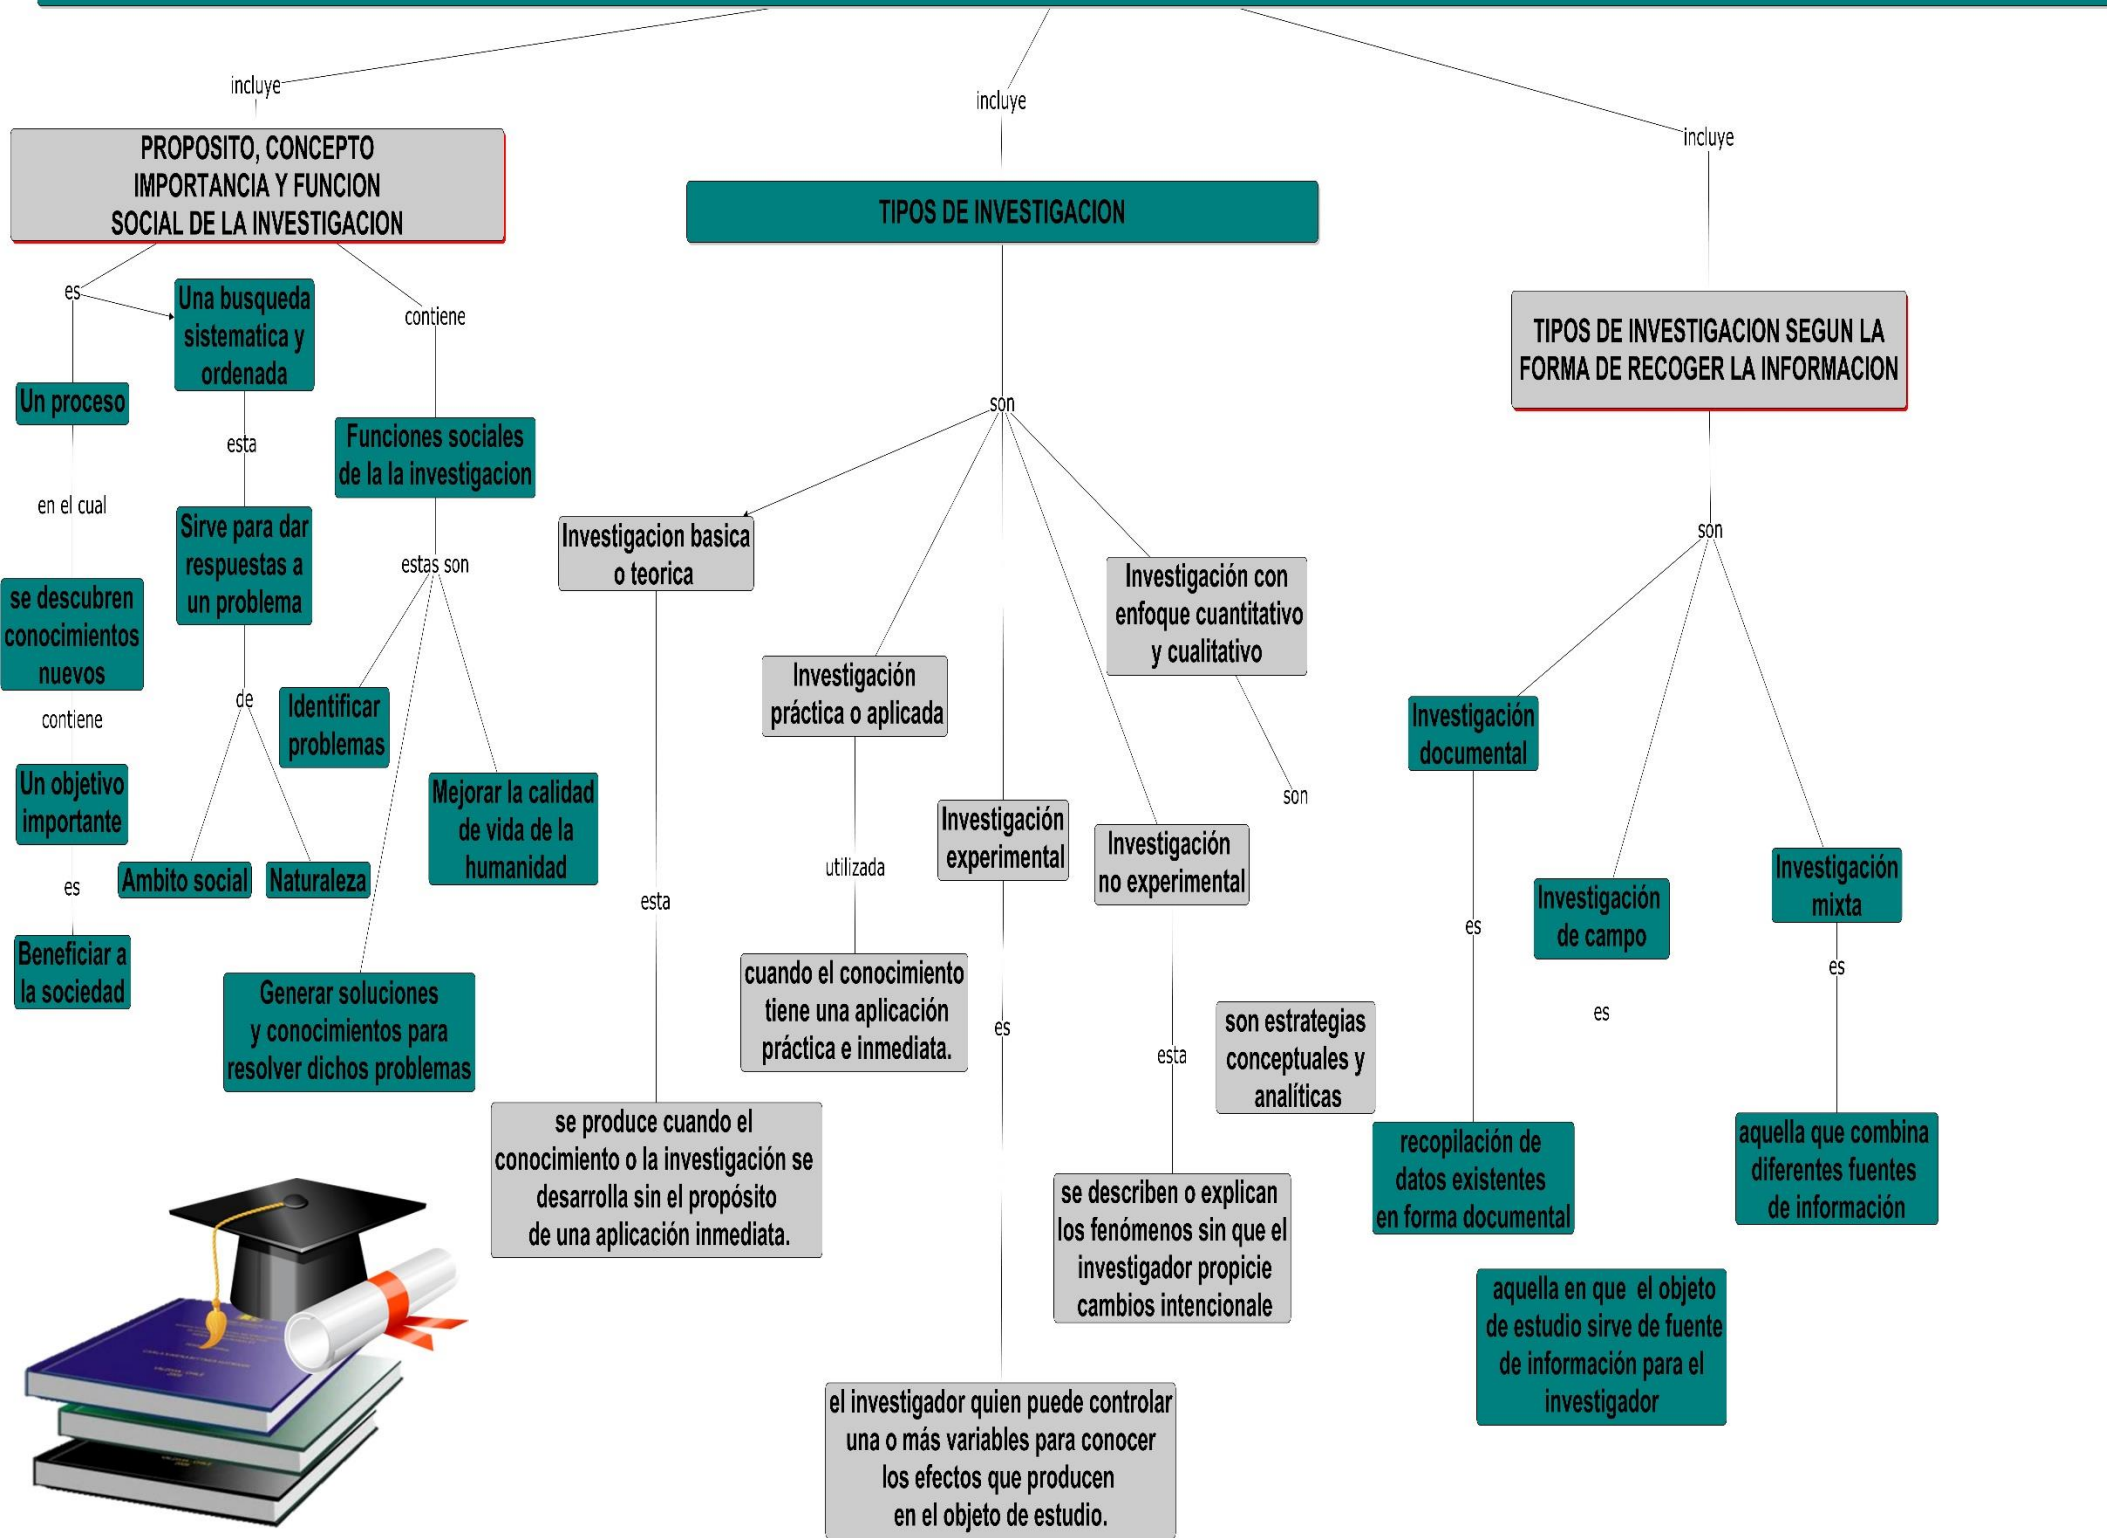 incluye
PROPOSITO, CONCEPTO
IMPORTANCIA Y FUNCION
SOCIAL DE LA INVESTIGACION
es
Un proceso
en el cual
se descubren
conocimientos
nuevos
contiene
Un objetivo
importante
es
Beneficiar a
la sociedad
Una busqueda
sistematica y
ordenada
esta
Sirve para dar
respuestas a
un problema
de
Ambito social
Naturaleza
contiene
Funciones sociales
de la la investigacion
estas son
Identificar
problemas
Generar soluciones
y conocimientos para
resolver dichos problemas
Mejorar la calidad
de vida de la
humanidad
incluye
TIPOS DE INVESTIGACION
son
Investigacion basica
o teorica
esta
se produce cuando el
conocimiento o la investigación se
desarrolla sin el propósito
de una aplicación inmediata.
Investigación
práctica o aplicada
utilizada
cuando el conocimiento
tiene una aplicación
práctica e inmediata.
Investigación
experimental
es
el investigador quien puede controlar
una o más variables para conocer
los efectos que producen
en el objeto de estudio.
Investigación
no experimental
esta
se describen o explican
los fenómenos sin que el
investigador propicie
cambios intencionale
Investigación con
enfoque cuantitativo
y cualitativo
son
son estrategias
conceptuales y
analíticas
incluye
TIPOS DE INVESTIGACION SEGUN LA
FORMA DE RECOGER LA INFORMACION
son
Investigación
documental
es
recopilación de
datos existentes
en forma documental
Investigación
de campo
es
aquella en que el objeto
de estudio sirve de fuente
de información para el
investigador
Investigación
mixta
es
aquella que combina
diferentes fuentes
de información